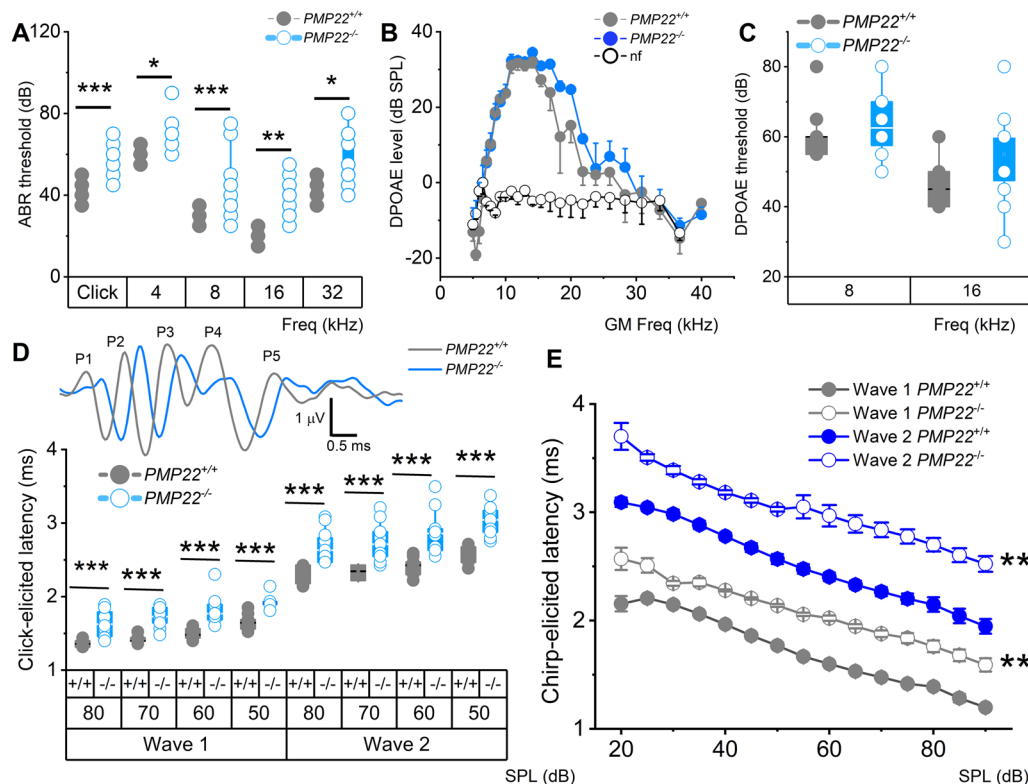 A
PMP22+/+
PMP22-/-
ABR threshold (dB)
120
80
40
0
***
*
***
**
*
Click
4
8
16
32
Freq (kHz)
B
PMP22+/+
PMP22-/-
nf
DPOAE level (dB SPL)
40
20
0
-20
0
10
20
30
40
GM Freq (kHz)
C
PMP22+/+
PMP22-/-
DPOAE threshold (dB)
80
60
40
20
8
16
Freq (kHz)
D
P1
P2
P3
P4
P5
PMP22+/+
PMP22-/-
1 μV
0.5 ms
Click-elicited latency (ms)
4
3
2
1
PMP22+/+
PMP22-/-
***
***
***
***
***
***
***
***
+/+ -/- +/+ -/- +/+ -/- +/+ -/- +/+ -/- +/+ -/- +/+ -/- +/+ -/-
80 70 60 50 80 70 60 50
Wave 1 Wave 2
SPL (dB)
E
Wave 1 PMP22+/+
Wave 1 PMP22-/-
Wave 2 PMP22+/+
Wave 2 PMP22-/-
Chirp-elicited latency (ms)
4
3
2
1
**
**
20
40
60
80
SPL (dB)